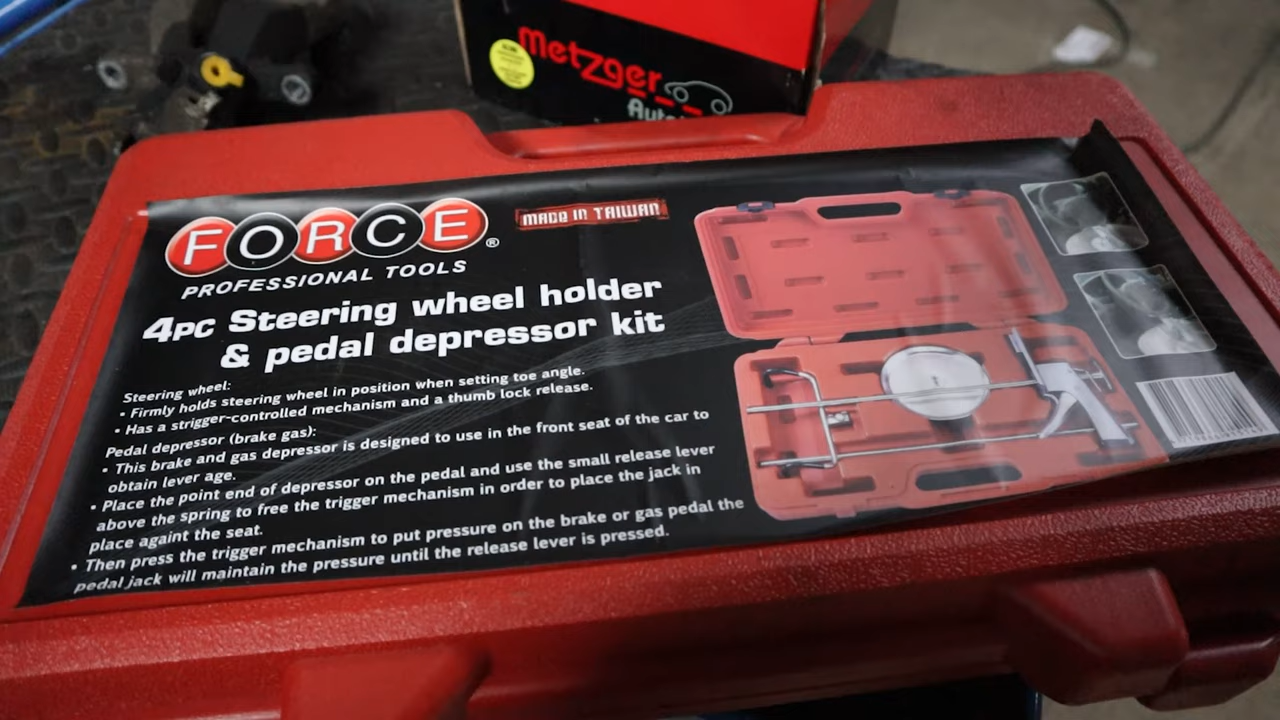 Metzger
Auto
FORCE®
MADE IN TAIWAN
PROFESSIONAL TOOLS
4PC Steering wheel holder
& pedal depressor kit
Steering wheel:
• Firmly holds steering wheel in position when setting toe angle.
• Has a strigger-controlled mechanism and a thumb lock release.
Pedal depressor (brake gas):
• This brake and gas depressor is designed to use in the front seat of the car to
obtain lever age.
• Place the point end of depressor on the pedal and use the small release lever
above the spring to free the trigger mechanism in order to place the jack in
place againt the seat.
• Then press the trigger mechanism to put pressure on the brake or gas pedal the
pedal jack will maintain the pressure until the release lever is pressed.